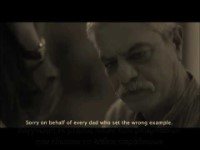 Sorry on behalf of every dad who set the wrong example.